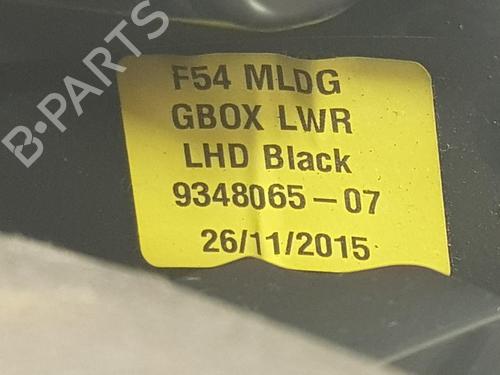 B-PARTS
F54 MLDG
GBOX LWR
LHD Black
9348065-07
26/11/2015